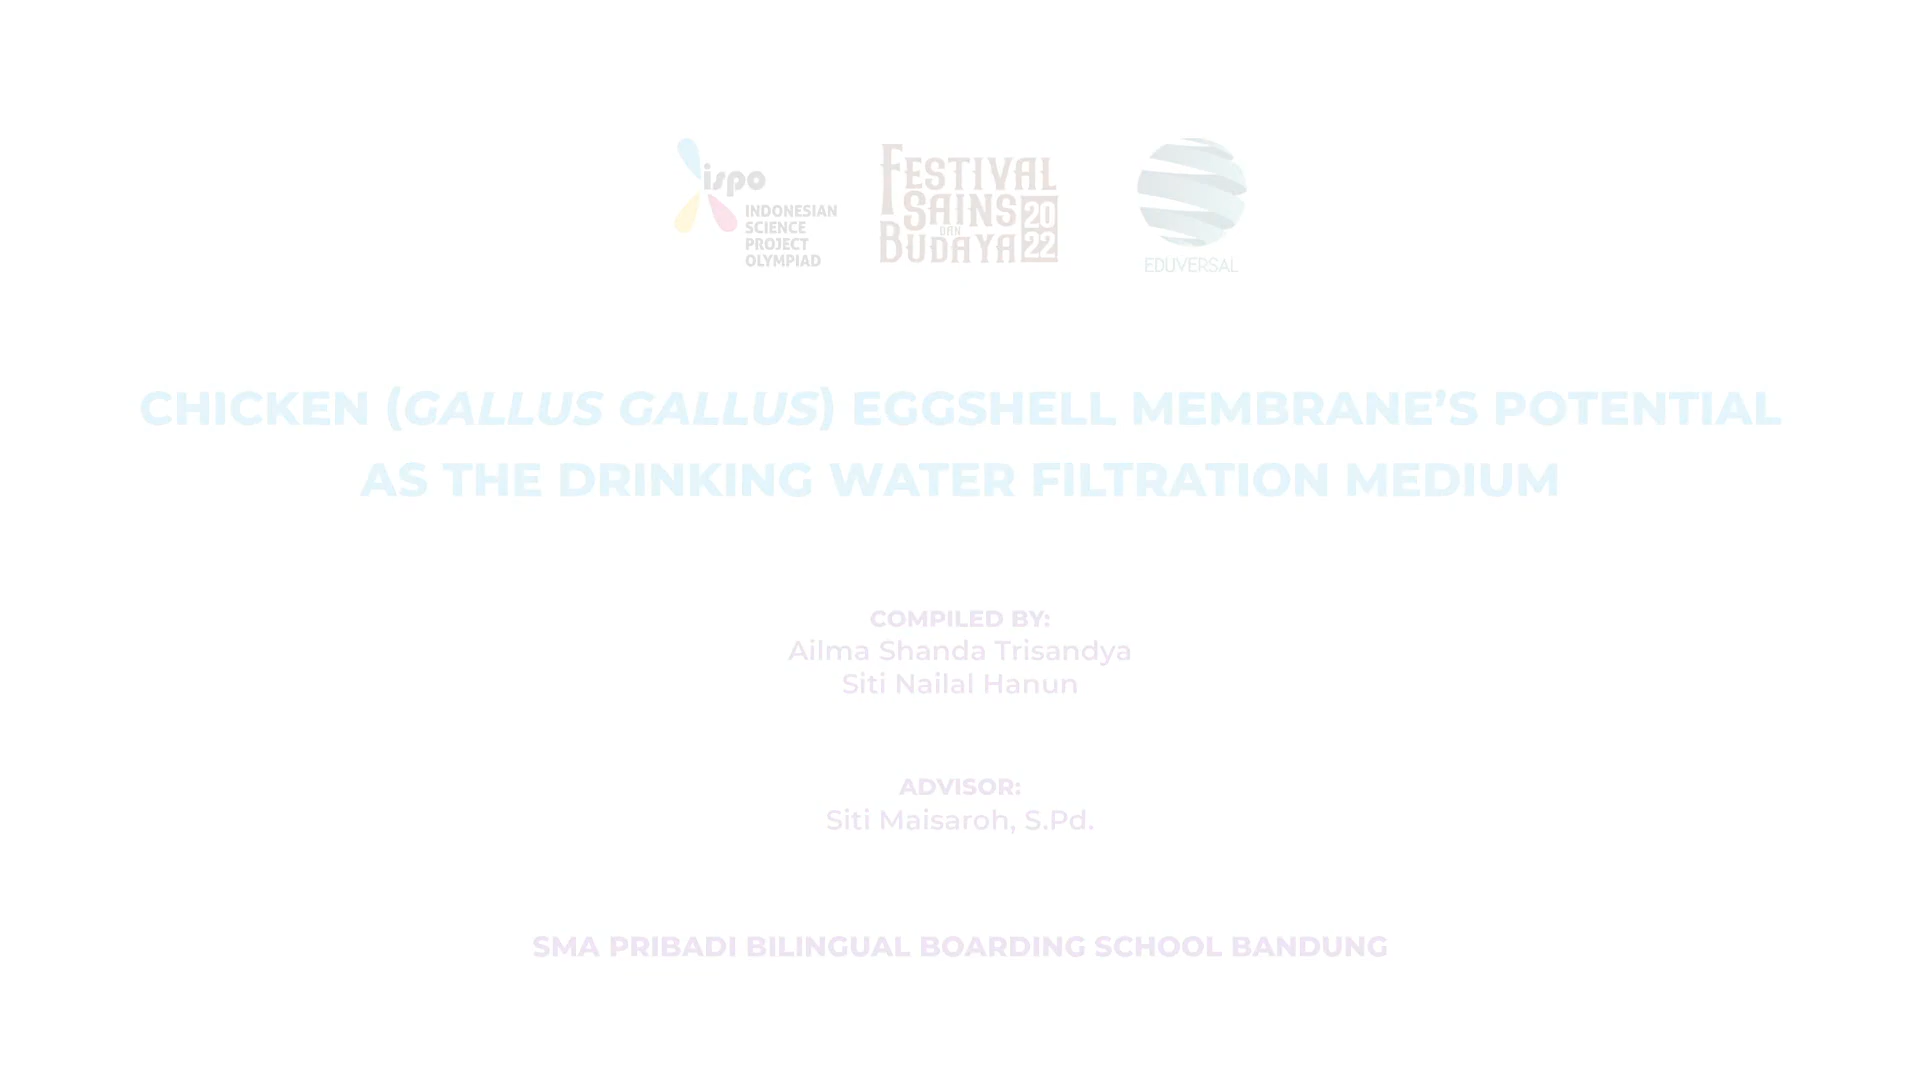 ispo
INDONESIAN
SCIENCE
PROJECT
OLYMPIAD
FESTIVAL
SAINS
DAN
BUDAYA
20
22
EDUVERSAL
CHICKEN (GALLUS GALLUS) EGGSHELL MEMBRANE’S POTENTIAL
AS THE DRINKING WATER FILTRATION MEDIUM
COMPILED BY:
Ailma Shanda Trisandya
Siti Nailal Hanun
ADVISOR:
Siti Maisaroh, S.Pd.
SMA PRIBADI BILINGUAL BOARDING SCHOOL BANDUNG